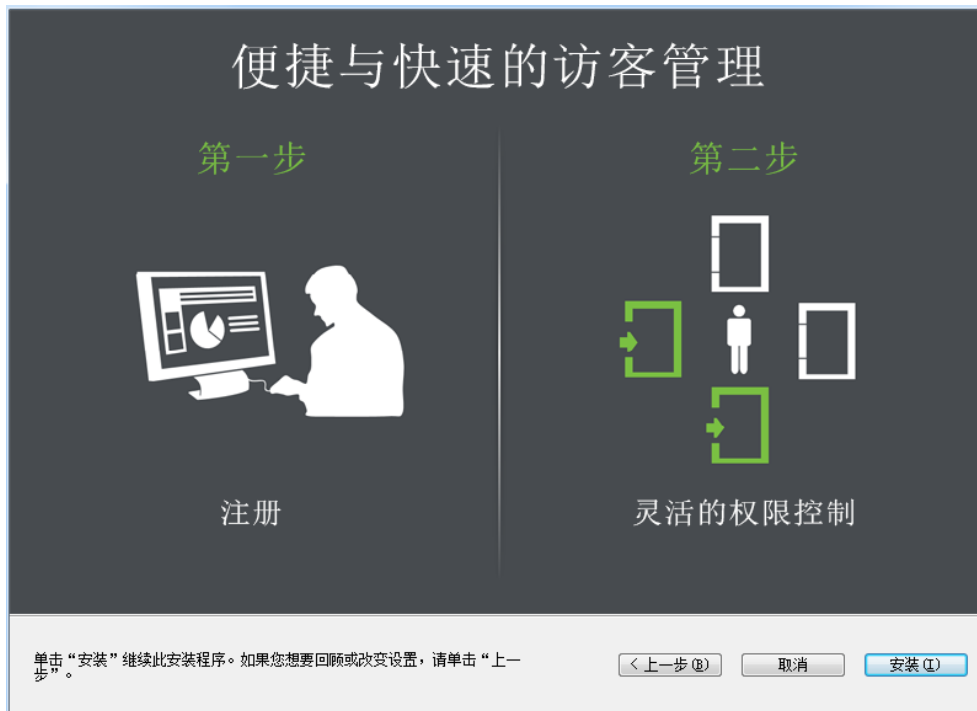 便捷与快速的访客管理
第一步
第二步
注册
灵活的权限控制
单击“安装”继续此安装程序。如果您想要回顾或改变设置，请单击“上一
步”。
< 上一步(B)
取消
安装(I)